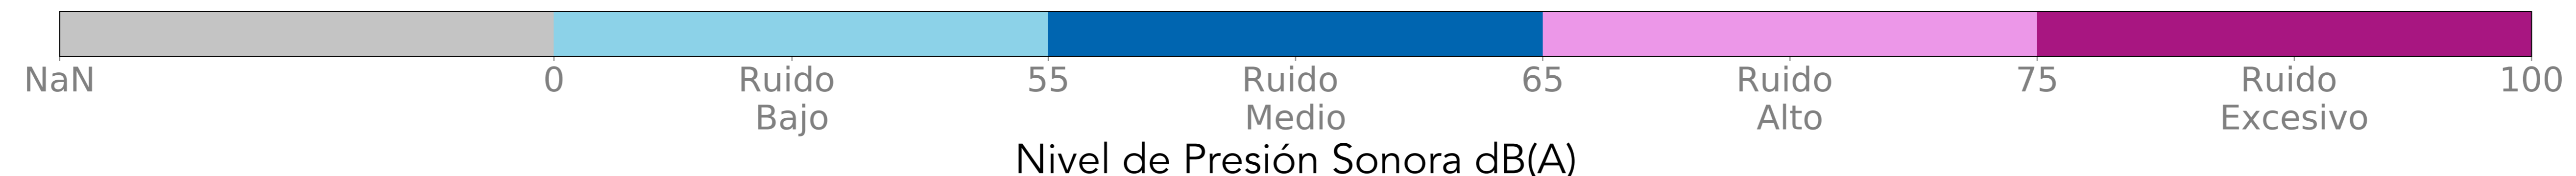 NaN 0 Ruido 55 Ruido 65 Ruido 75 Ruido 100
Bajo Medio Alto Excesivo
Nivel de Presión Sonora dB(A)